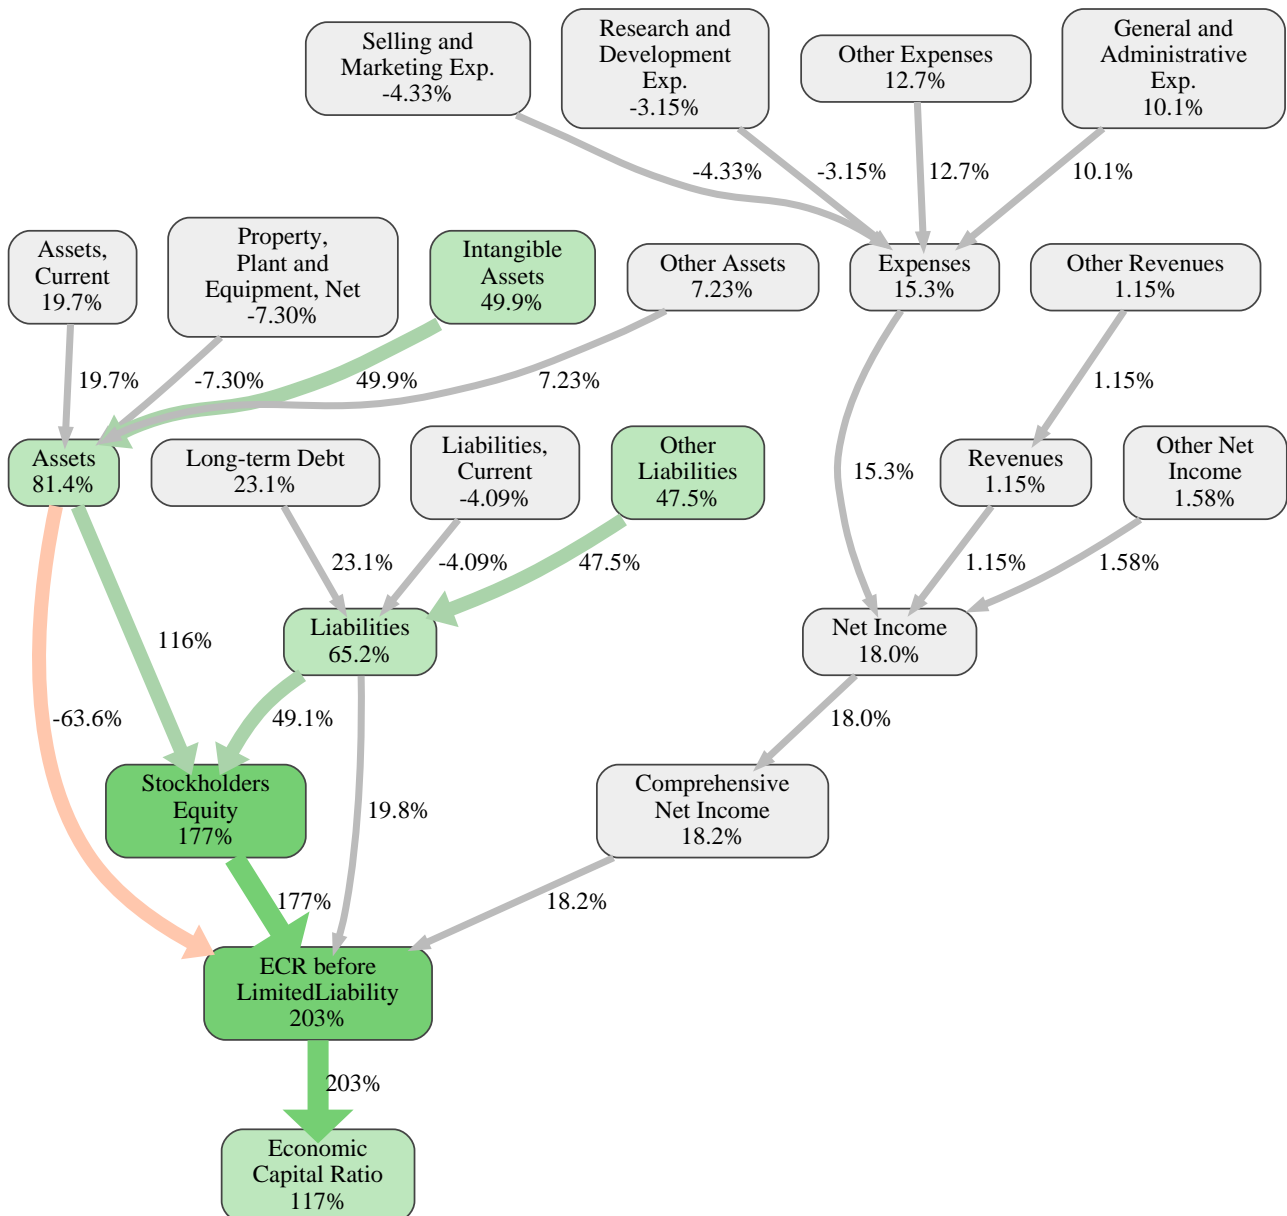 Selling and
Marketing Exp.
-4.33%
Research and
Development
Exp.
-3.15%
Other Expenses
12.7%
General and
Administrative
Exp.
10.1%
-4.33%
-3.15%
12.7%
10.1%
Assets,
Current
19.7%
Property,
Plant and
Equipment, Net
-7.30%
Intangible
Assets
49.9%
Other Assets
7.23%
Expenses
15.3%
Other Revenues
1.15%
19.7%
-7.30%
49.9%
7.23%
1.15%
Assets
81.4%
Long-term Debt
23.1%
Liabilities,
Current
-4.09%
Other
Liabilities
47.5%
15.3%
Revenues
1.15%
Other Net
Income
1.58%
23.1%
-4.09%
47.5%
1.15%
1.58%
116%
Liabilities
65.2%
Net Income
18.0%
-63.6%
49.1%
18.0%
Stockholders
Equity
177%
19.8%
Comprehensive
Net Income
18.2%
177%
18.2%
ECR before
LimitedLiability
203%
203%
Economic
Capital Ratio
117%